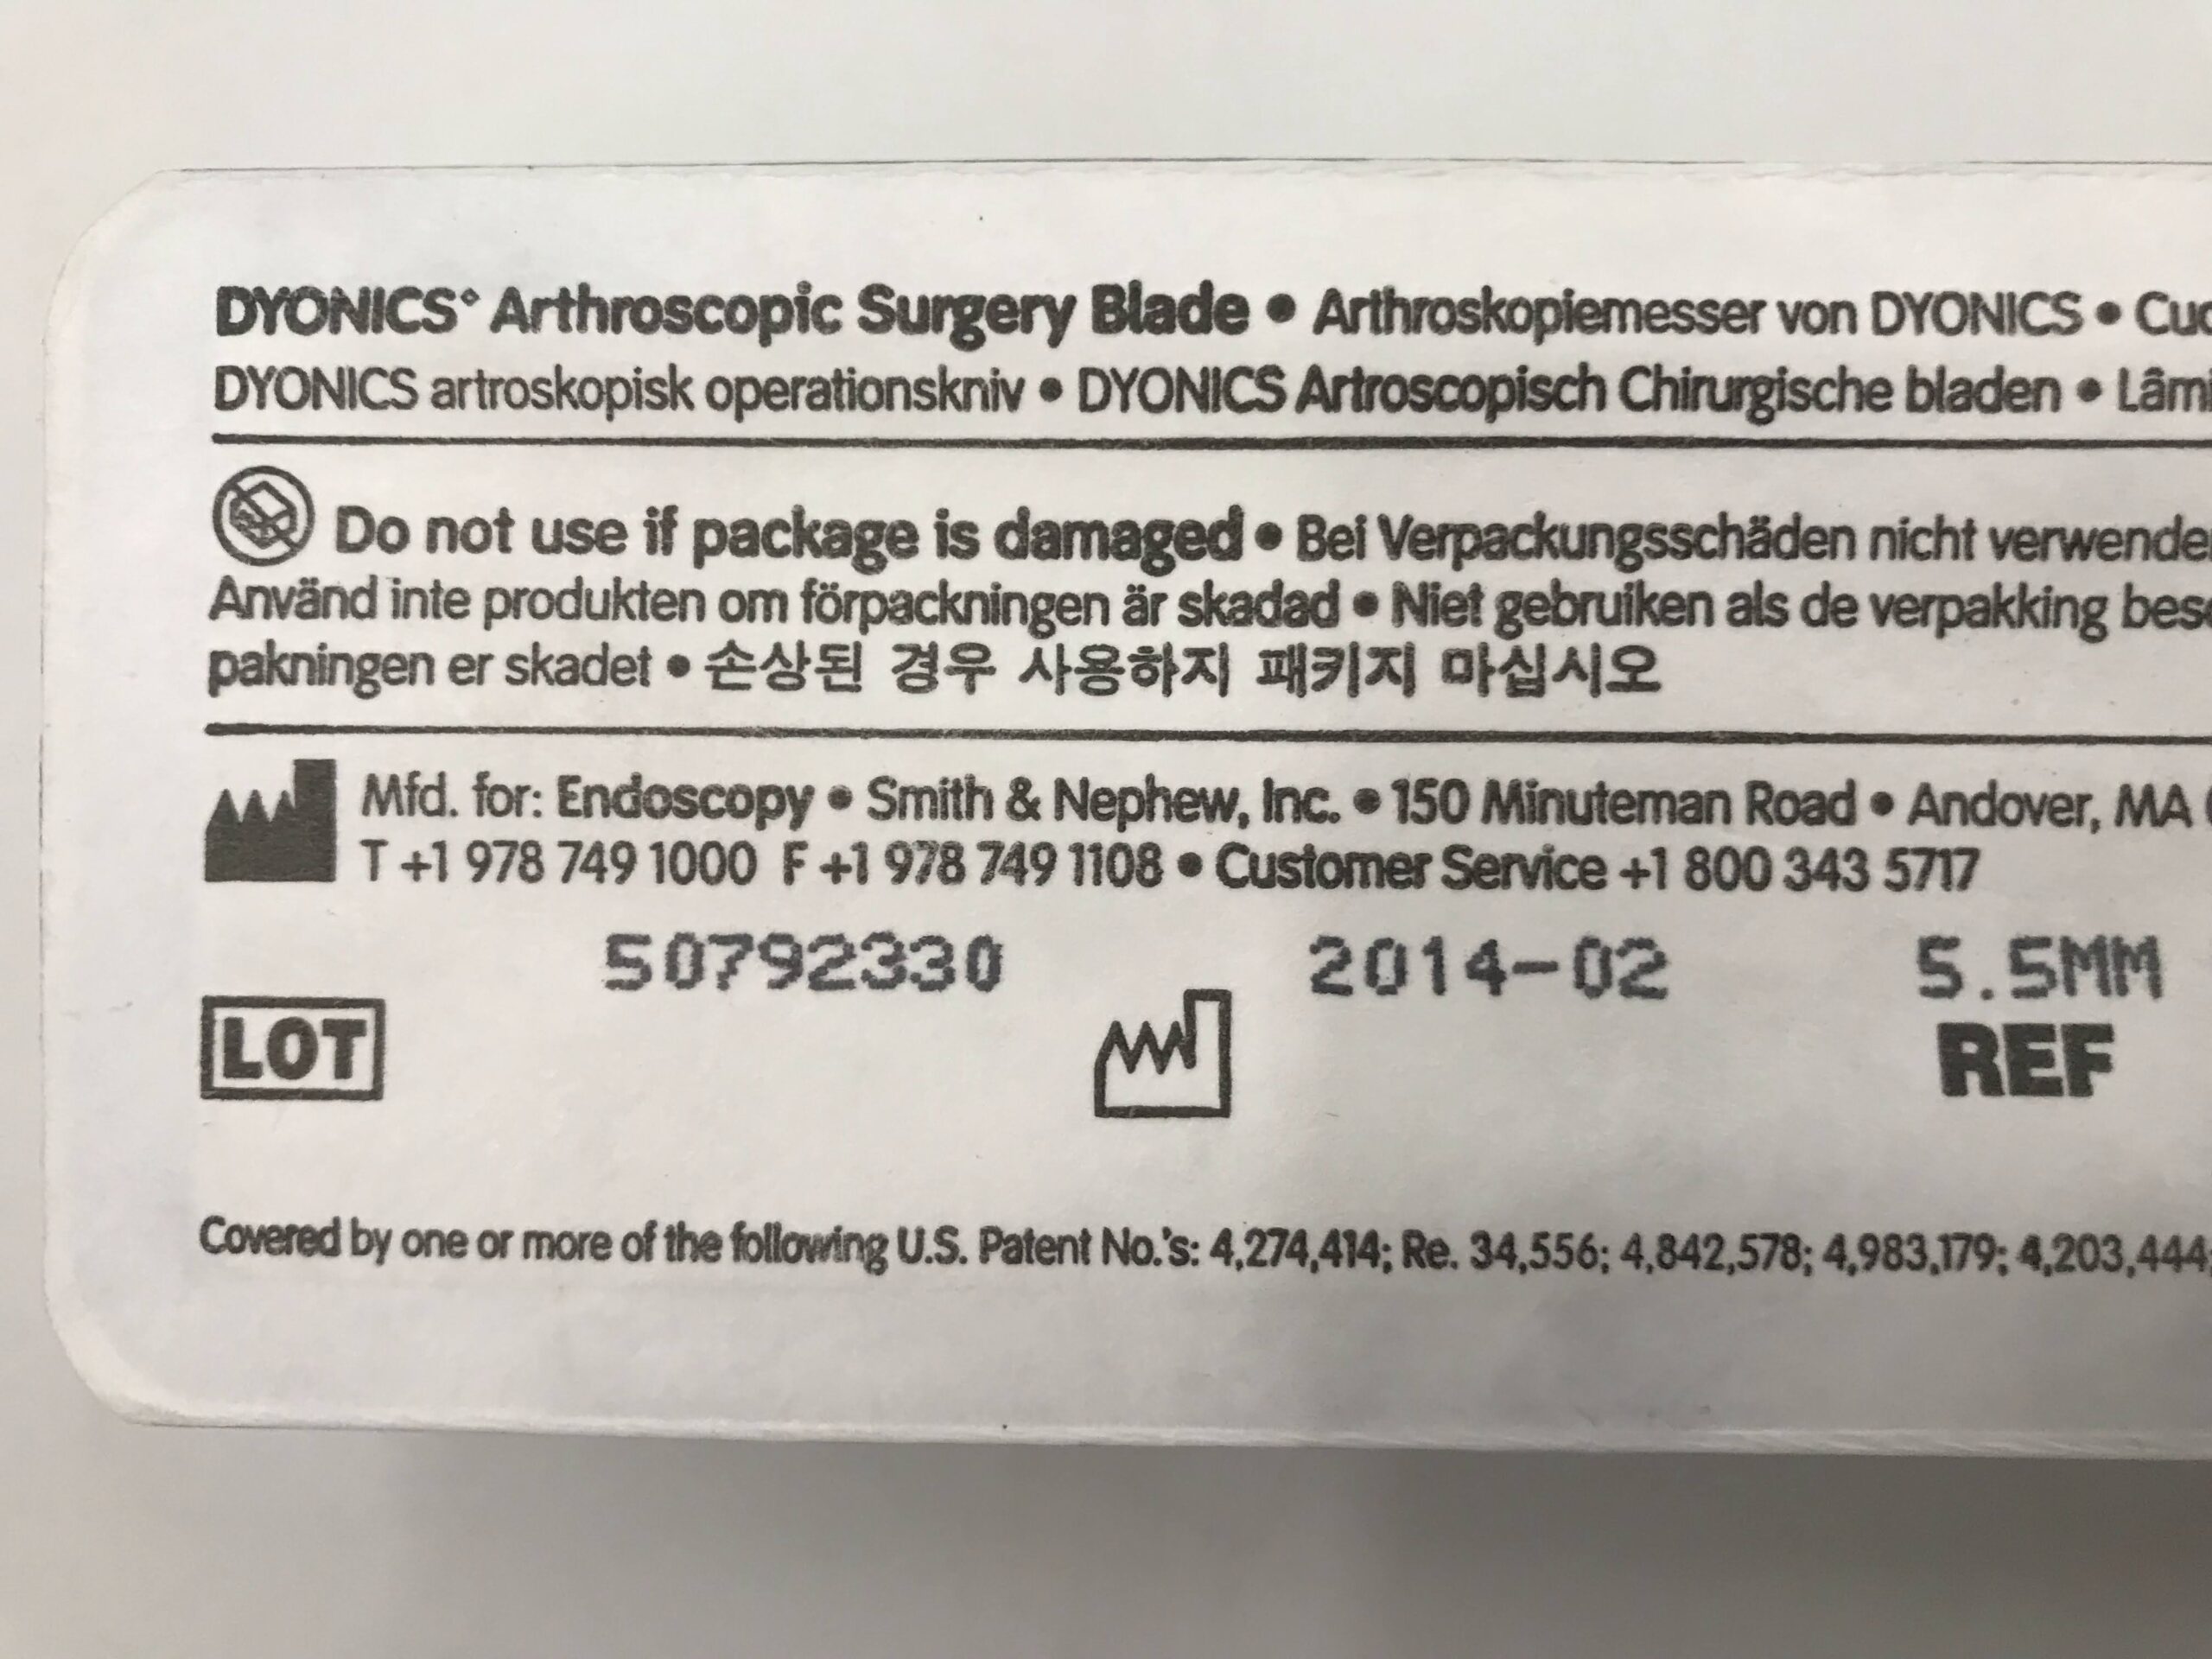 DYONICS° Arthroscopic Surgery Blade • Arthroskopiemesser von DYONICS •
DYONICS artroskopisk operationskniv • DYONICS Artroscopisch Chirurgische bladen •
Do not use if package is damaged • Bei Verpackungsschäden nicht
Använd inte produkten om förpackningen är skadad • Niet gebruiken als de verpakking
pakningen er skadet • 손상된 경우 사용하지 패키지 마십시오
Mfd. for: Endoscopy • Smith & Nephew, Inc. • 150 Minuteman Road • Andover, MA
T +1 978 749 1000 F +1 978 749 1108 • Customer Service +1 800 343 5717
50792330 2014-02 5.5MM
LOT REF
Covered by one or more of the following U.S. Patent No.'s: 4,274,414; Re. 34,556; 4,842,578; 4,983,179; 4,203,444;